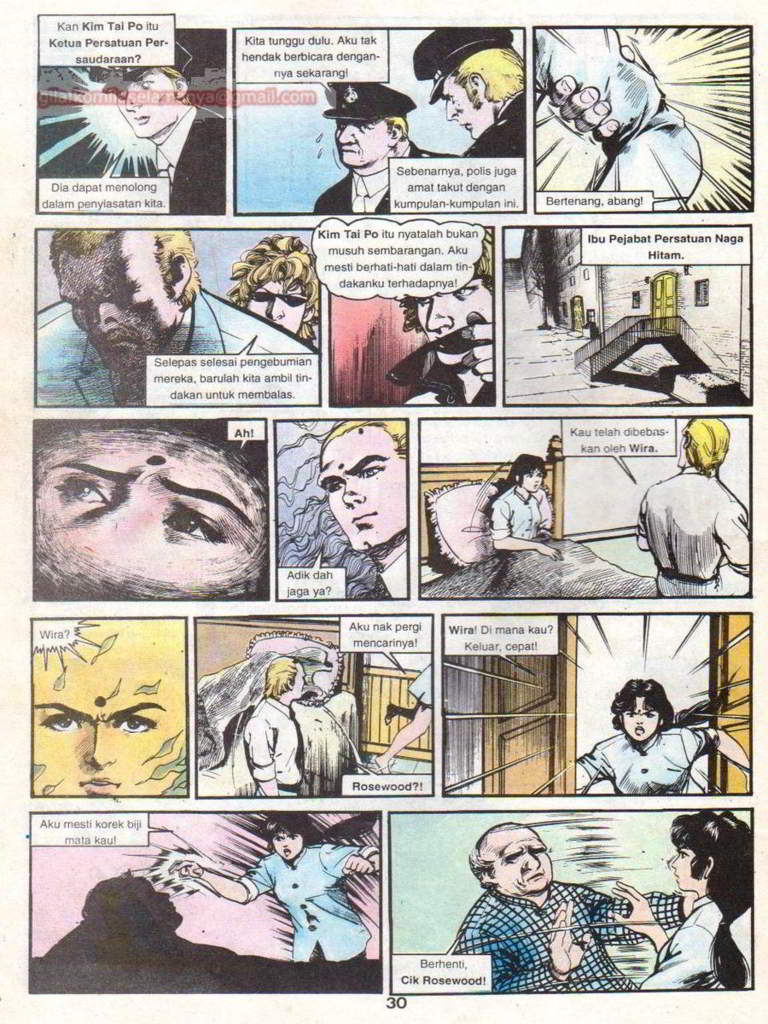 Kan Kim Tai Po itu
Ketua Persatuan Per-
saudaraan?
Dia dapat menolong
dalam penyiasatan kita.
Kita tunggu dulu. Aku tak
hendak berbicara dengan-
nya sekarang!
Sebenarnya, polis juga
amat takut dengan
kumpulan-kumpulan ini.
Bertenang, abang!
Selepas selesai pengebumian
mereka, barulah kita ambil tin-
dakan untuk membalas.
Kim Tai Po itu nyatalah bukan
musuh sembarangan. Aku
mesti berhati-hati dalam tin-
dakanku terhadapnya!
Ibu Pejabat Persatuan Naga
Hitam.
Ah!
Adik dah
jaga ya?
Kau telah dibebas-
kan oleh Wira.
Wira?
Aku nak pergi
mencarinya!
Rosewood?!
Wira! Di mana kau?
Keluar, cepat!
Aku mesti korek biji
mata kau!
Berhenti,
Cik Rosewood!
30